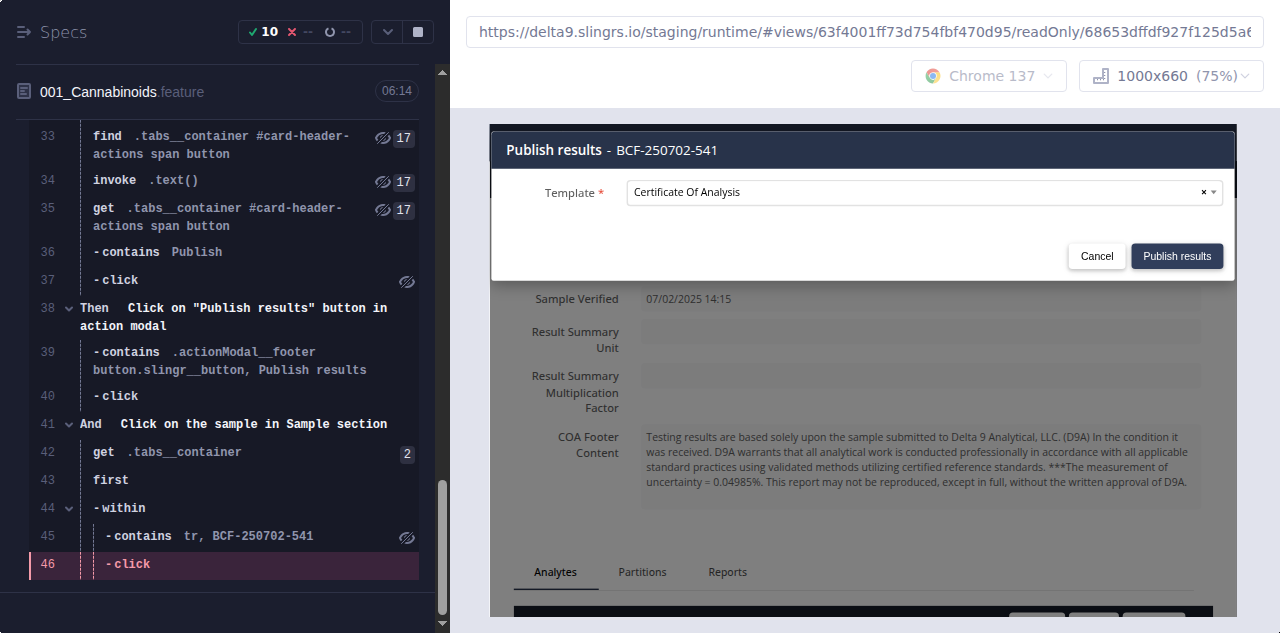 Specs
10
--
--
001_Cannabinoids.feature
06:14
33 find .tabs__container #card-header-
actions span button
17
34 invoke .text()
17
35 get .tabs__container #card-header-
actions span button
17
36 -contains Publish
37 -click
38 Then Click on "Publish results" button in
action modal
39 -contains .actionModal__footer
button.slingr__button, Publish results
40 -click
41 And Click on the sample in Sample section
42 get .tabs__container
2
43 first
44 -within
45 -contains tr, BCF-250702-541
46 -click
https://delta9.slingrs.io/staging/runtime/#views/63f4001ff73d754fbf470d95/readOnly/68653dffdf927f125d5a6
Chrome 137
1000x660 (75%)
Publish results - BCF-250702-541
Template *
Certificate Of Analysis
×
Cancel
Publish results
Sample Verified
07/02/2025 14:15
Result Summary
Unit
Result Summary
Multiplication
Factor
COA Footer
Content
Testing results are based solely upon the sample submitted to Delta 9 Analytical, LLC. (D9A) In the condition it
was received. D9A warrants that all analytical work is conducted professionally in accordance with all applicable
standard practices using validated methods utilizing certified reference standards. ***The measurement of
uncertainty = 0.04985%. This report may not be reproduced, except in full, without the written approval of D9A.
Analytes
Partitions
Reports